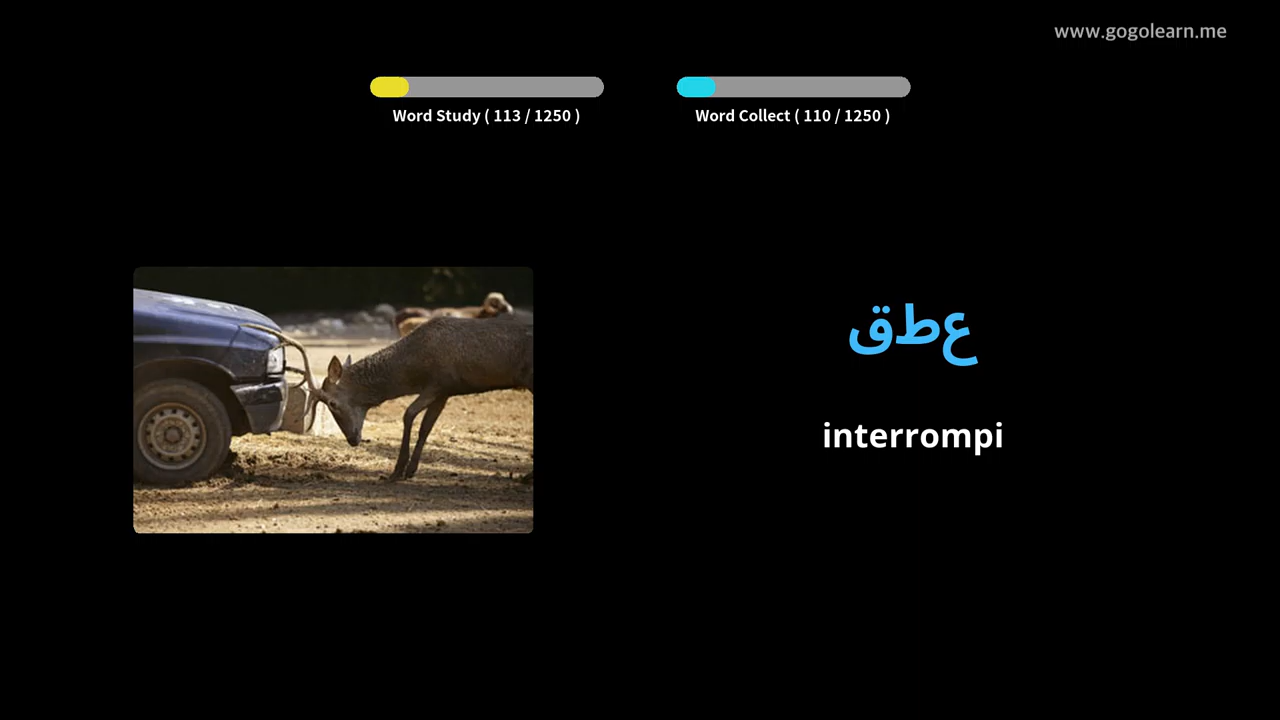 www.gogolearn.me
Word Study ( 113 / 1250 )
Word Collect ( 110 / 1250 )
عطق
interrompi